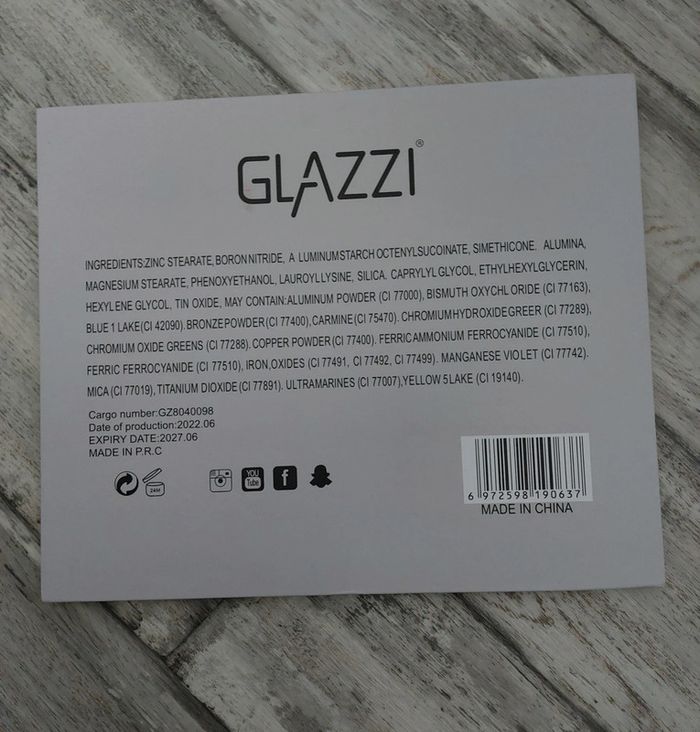 GLAZZI®
INGREDIENTS:ZINC STEARATE, BORON NITRIDE, A LUMINUMSTARCH OCTENYLSUCOINATE, SIMETHICONE. ALUMINA,
MAGNESIUM STEARATE, PHENOXYETHANOL, LAUROYL LYSINE, SILICA. CAPRYLYL GLYCOL, ETHYLHEXYLGLYCERIN,
HEXYLENE GLYCOL, TIN OXIDE, MAY CONTAIN:ALUMINUM POWDER (CI 77000), BISMUTH OXYCHL ORIDE (CI 77163),
BLUE 1 LAKE(CI 42090). BRONZEPOWDER(CI 77400), CARMINE(CI 75470). CHROMIUMHYDROXIDEGREER (CI 77289),
CHROMIUM OXIDE GREENS (CI 77288). COPPER POWDER (CI 77400). FERRICAMMONIUM FERROCYANIDE (CI 77510),
FERRIC FERROCYANIDE (CI 77510), IRON,OXIDES (CI 77491, CI 77492, CI 77499). MANGANESE VIOLET (CI 77742).
MICA (CI 77019), TITANIUM DIOXIDE (CI 77891). ULTRAMARINES (CI 77007),YELLOW 5 LAKE (CI 19140).
Cargo number:GZ8040098
Date of production:2022.06
EXPIRY DATE:2027.06
MADE IN P.R.C
24M
YOU
Tube
f
6 972598 190637
MADE IN CHINA